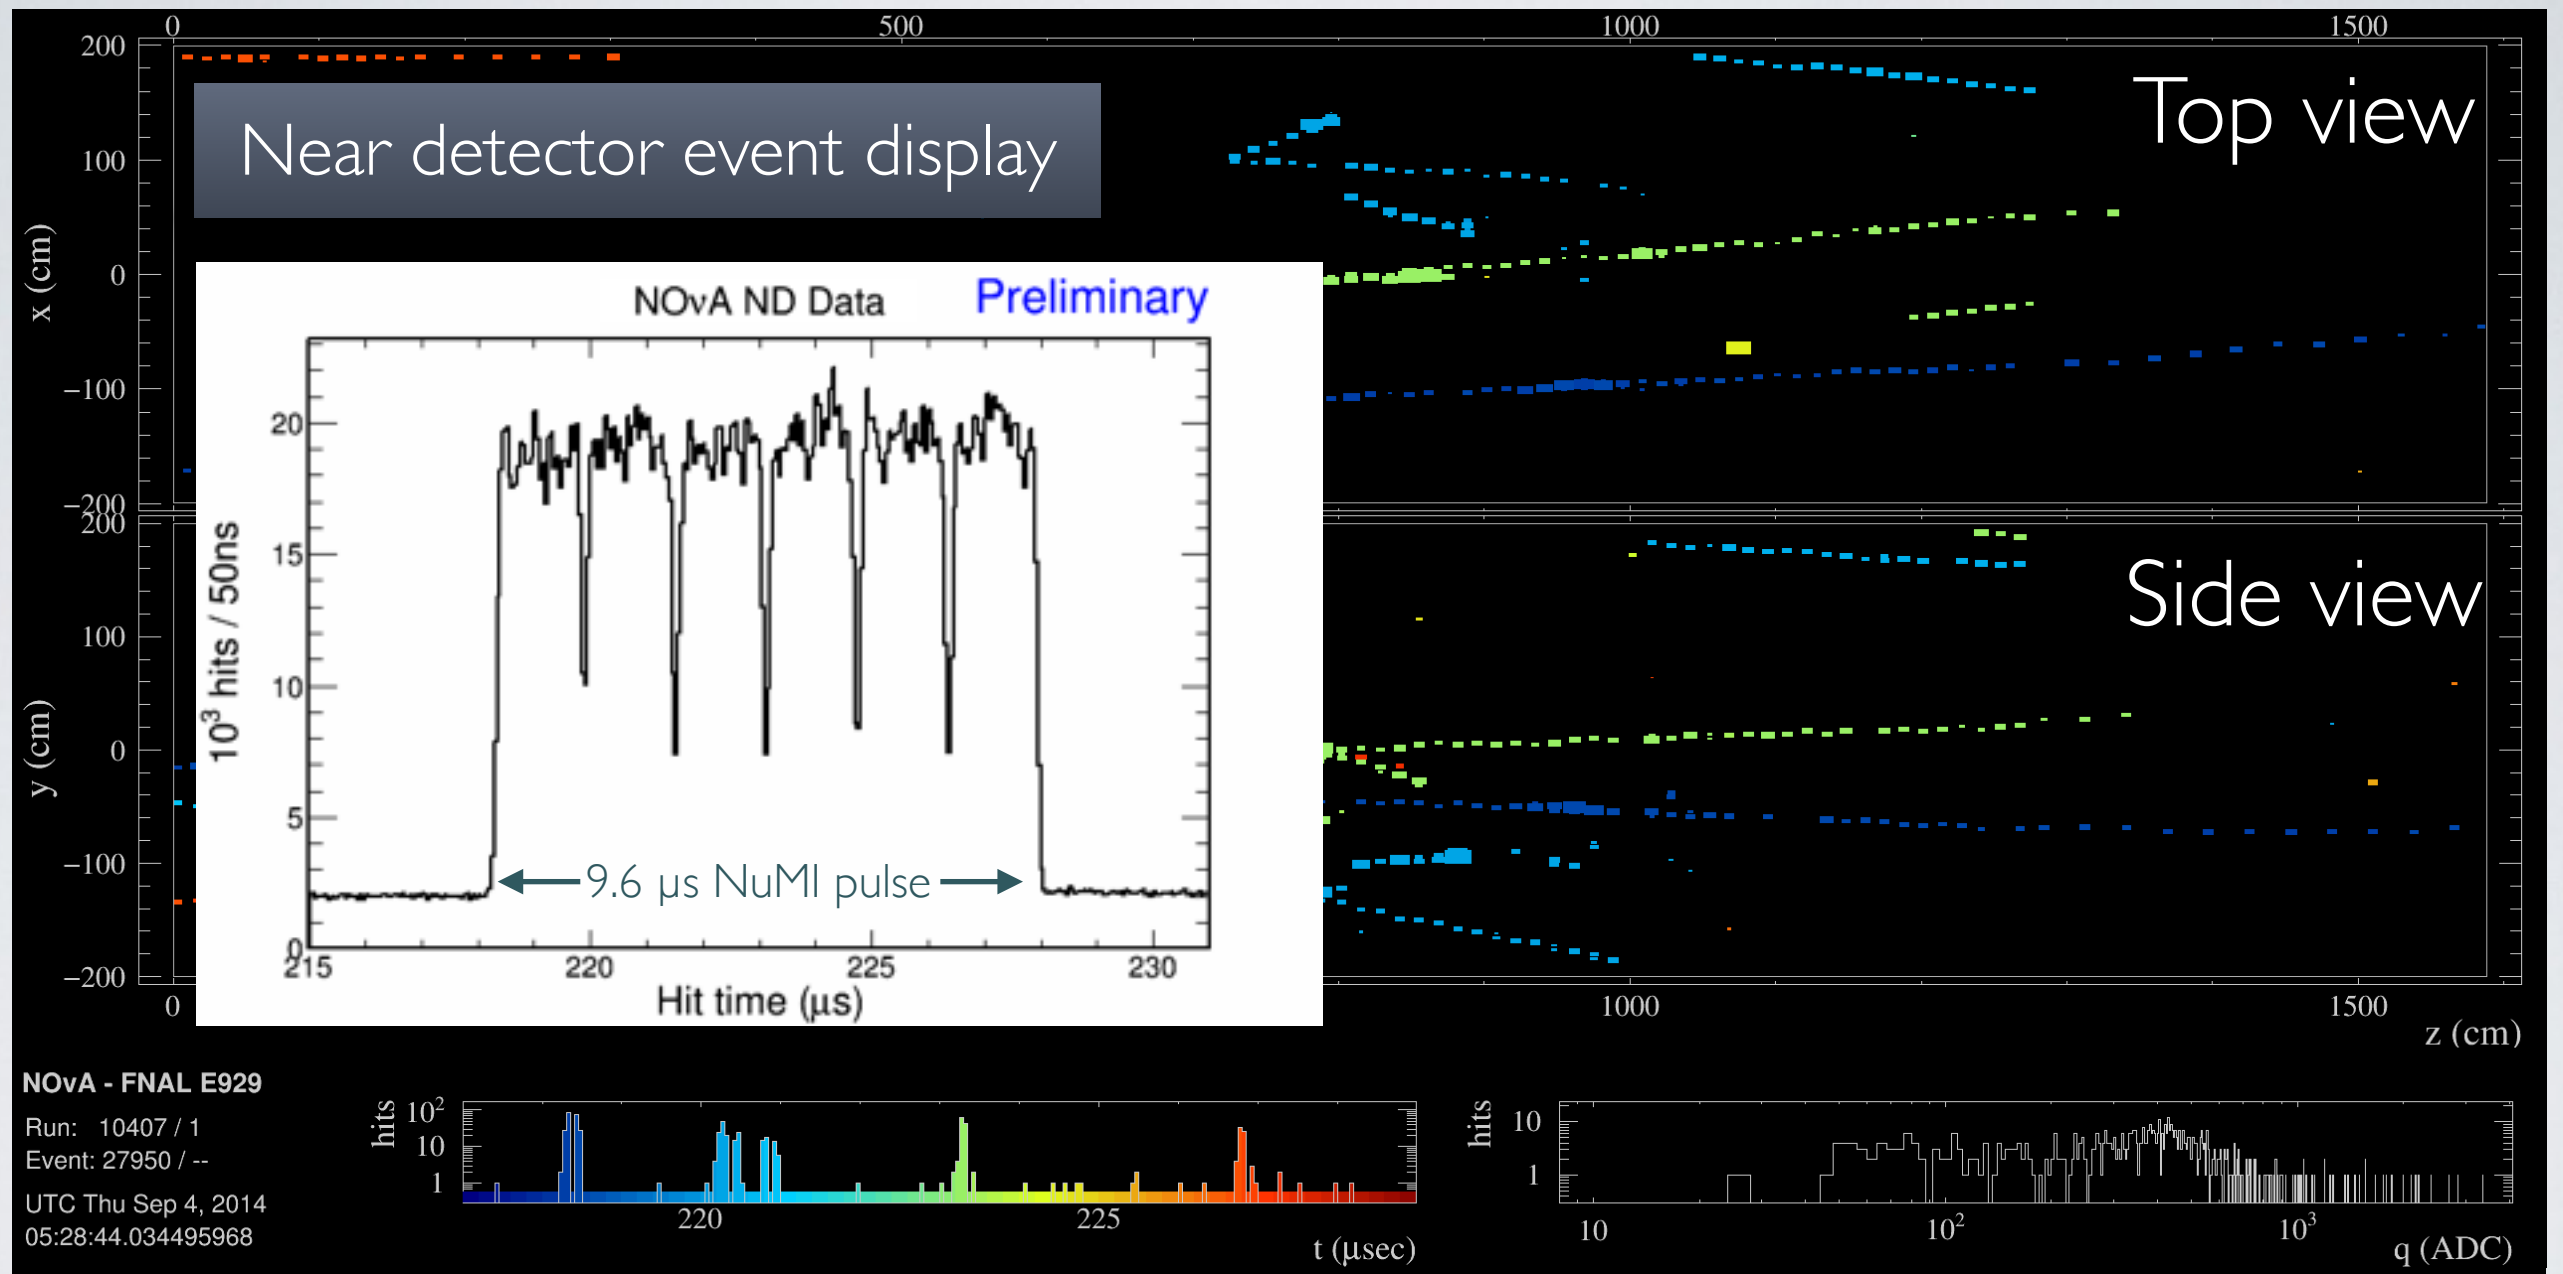 0 500 1000 1500
200
100
0
−100
−200
x (cm)
Near detector event display
Top view
NOνA ND Data Preliminary
20
15
10
5
0
10³ hits / 50ns
9.6 µs NuMI pulse
215 220 225 230
Hit time (µs)
200
100
0
−100
−200
y (cm)
Side view
0 1000 1500
z (cm)
NOνA - FNAL E929
Run: 10407 / 1
Event: 27950 / --
UTC Thu Sep 4, 2014
05:28:44.034495968
hits
10²
10
1
220 225
t (µsec)
hits
10
1
10 10² 10³
q (ADC)